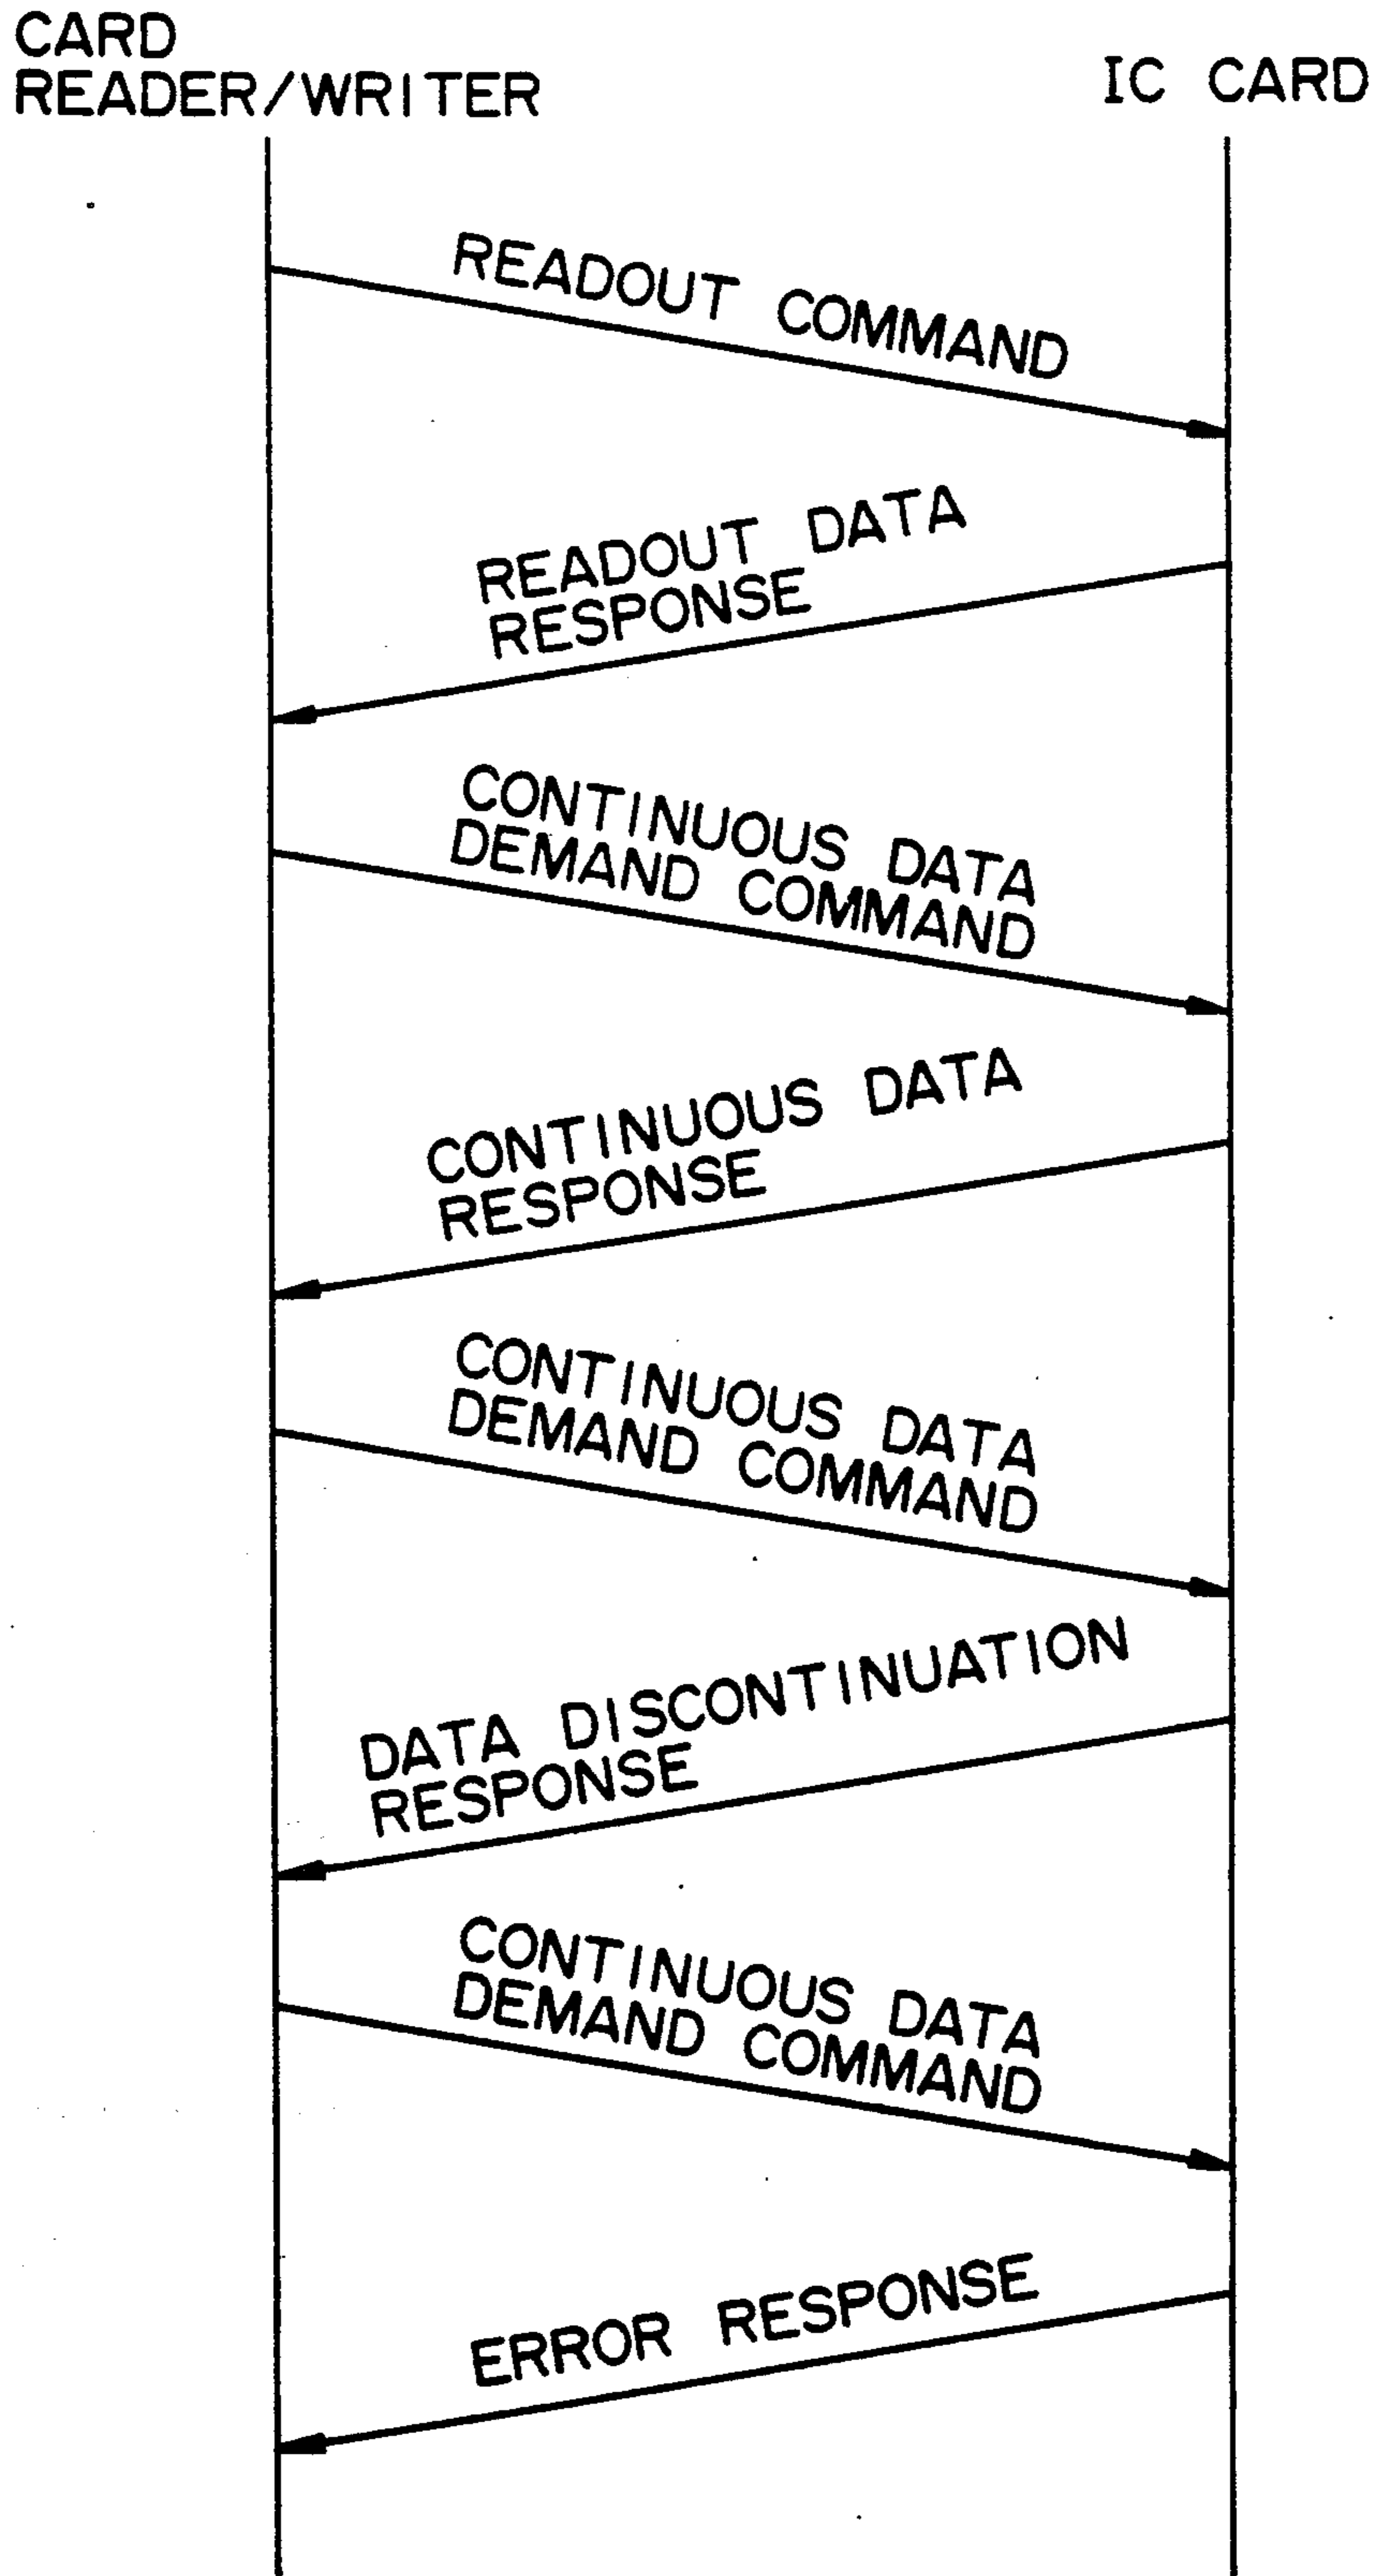 CARD
READER/WRITER
IC CARD
READOUT COMMAND
READOUT DATA
RESPONSE
CONTINUOUS DATA
DEMAND COMMAND
CONTINUOUS DATA
RESPONSE
CONTINUOUS DATA
DEMAND COMMAND
DATA DISCONTINUATION
RESPONSE
CONTINUOUS DATA
DEMAND COMMAND
ERROR RESPONSE